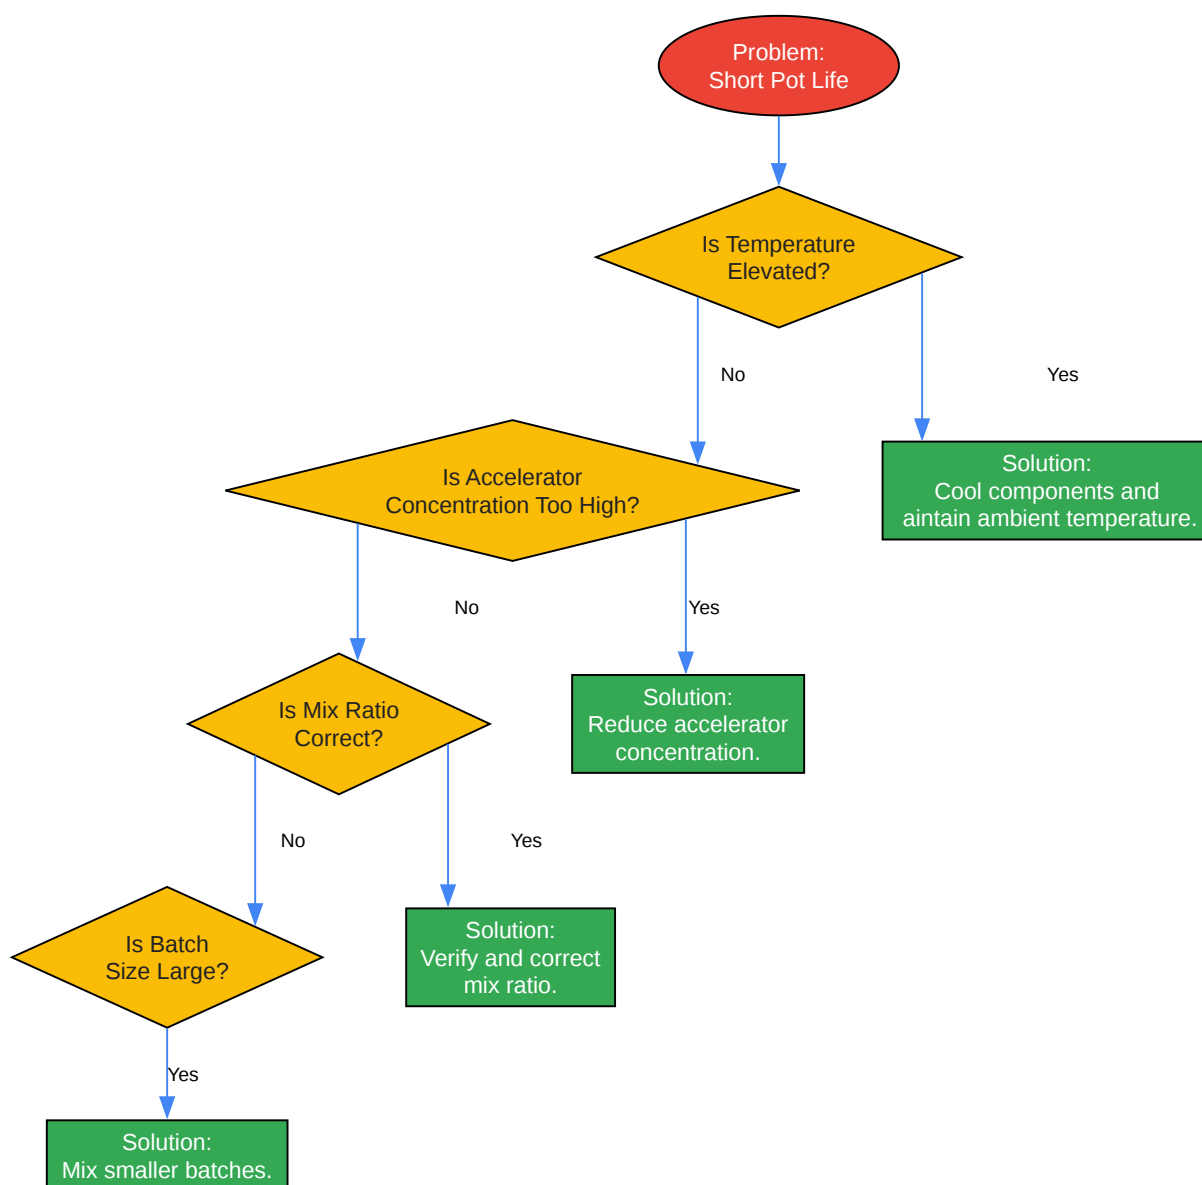 Problem:
Short Pot Life
Is Temperature
Elevated?
No
Yes
Is Accelerator
Concentration Too High?
Solution:
Cool components and
aintain ambient temperature.
No
Yes
Is Mix Ratio
Correct?
Solution:
Reduce accelerator
concentration.
No
Yes
Is Batch
Size Large?
Solution:
Verify and correct
mix ratio.
Yes
Solution:
Mix smaller batches.